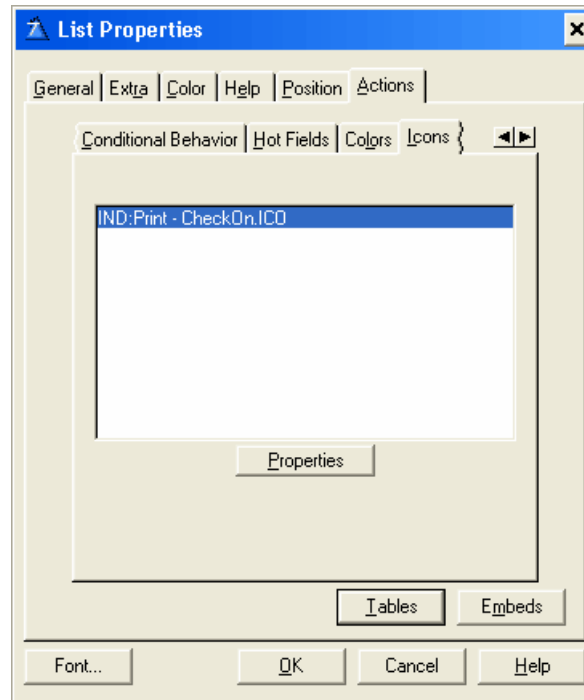 List Properties
General Extra Color Help Position Actions
Conditional Behavior Hot Fields Colors Icons
IND:Print - CheckOn.ICO
Properties
Tables Embeds
Font... OK Cancel Help